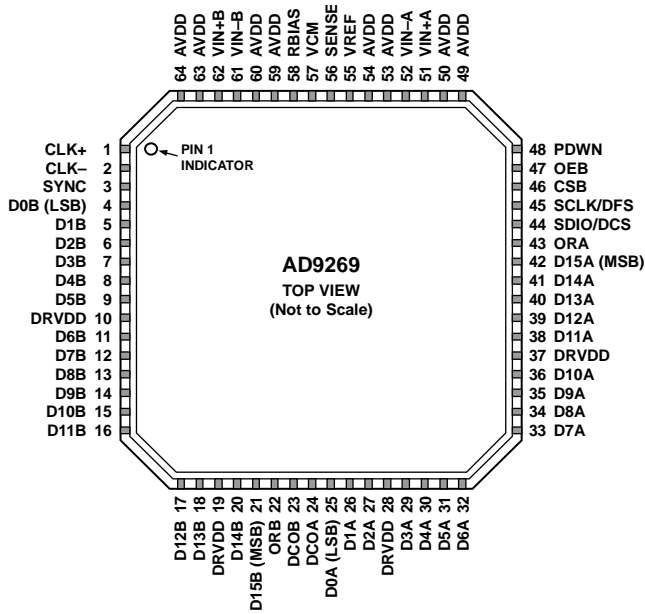 64 AVDD
63 AVDD
62 VIN+B
61 VIN–B
60 AVDD
59 AVDD
58 RBIAS
57 VCM
56 SENSE
55 VREF
54 AVDD
53 AVDD
52 VIN–A
51 VIN+A
50 AVDD
49 AVDD
CLK+ 1
CLK– 2
SYNC 3
D0B (LSB) 4
D1B 5
D2B 6
D3B 7
D4B 8
D5B 9
DRVDD 10
D6B 11
D7B 12
D8B 13
D9B 14
D10B 15
D11B 16
PIN 1
INDICATOR
AD9269
TOP VIEW
(Not to Scale)
48 PDWN
47 OEB
46 CSB
45 SCLK/DFS
44 SDIO/DCS
43 ORA
42 D15A (MSB)
41 D14A
40 D13A
39 D12A
38 D11A
37 DRVDD
36 D10A
35 D9A
34 D8A
33 D7A
D12B 17
D13B 18
DRVDD 19
D14B 20
D15B (MSB) 21
ORB 22
DCOB 23
DCOA 24
D0A (LSB) 25
D1A 26
D2A 27
DRVDD 28
D3A 29
D4A 30
D5A 31
D6A 32